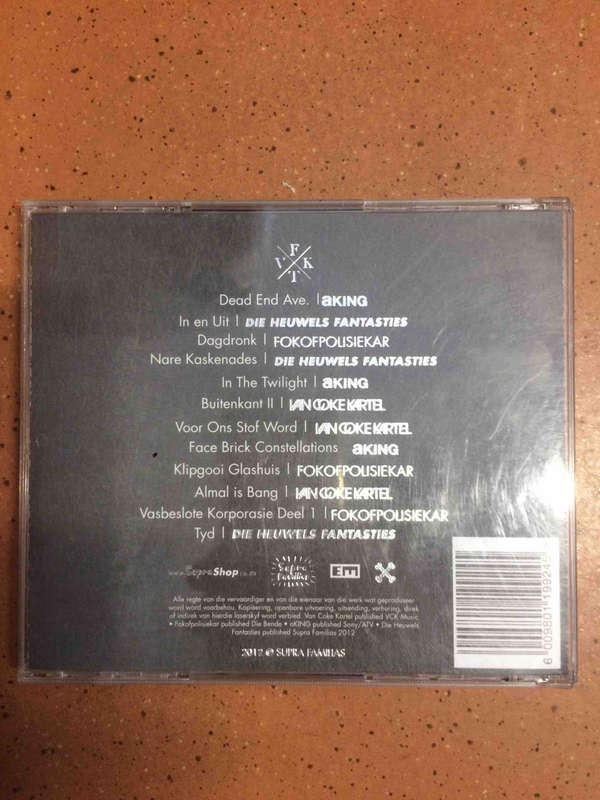 F
V K
T
Dead End Ave. | aKING
In en Uit | DIE HEUWELS FANTASTIES
Dagdronk | FOKOFPOLISIEKAR
Nare Kaskenades | DIE HEUWELS FANTASTIES
In The Twilight | aKING
Buitenkant II | VAN COKE KARTEL
Voor Ons Stof Word | VAN COKE KARTEL
Face Brick Constellations aKING
Klipgooi Glashuis | FOKOFPOLISIEKAR
Almal is Bang | VAN COKE KARTEL
Vasbeslote Korporasie Deel 1 | FOKOFPOLISIEKAR
Tyd | DIE HEUWELS FANTASTIES
www.SupraShop.co.za Supra Familias EM
Alle regte van die vervaardiger en van die eienaar van die werk wat geproduseer
word word voorbehou. Kopiëering, openbare uitvoering, uitsending, verhuring, direk
of indirek van hierdie laserskyf word verbied. Van Coke Kartel published VCK Music
• Fokofpolisiekar published Die Bende • aKING published Sony/ATV • Die Heuwels
Fantasties published Supra Familias 2012
2012 © SUPRA FAMILIAS